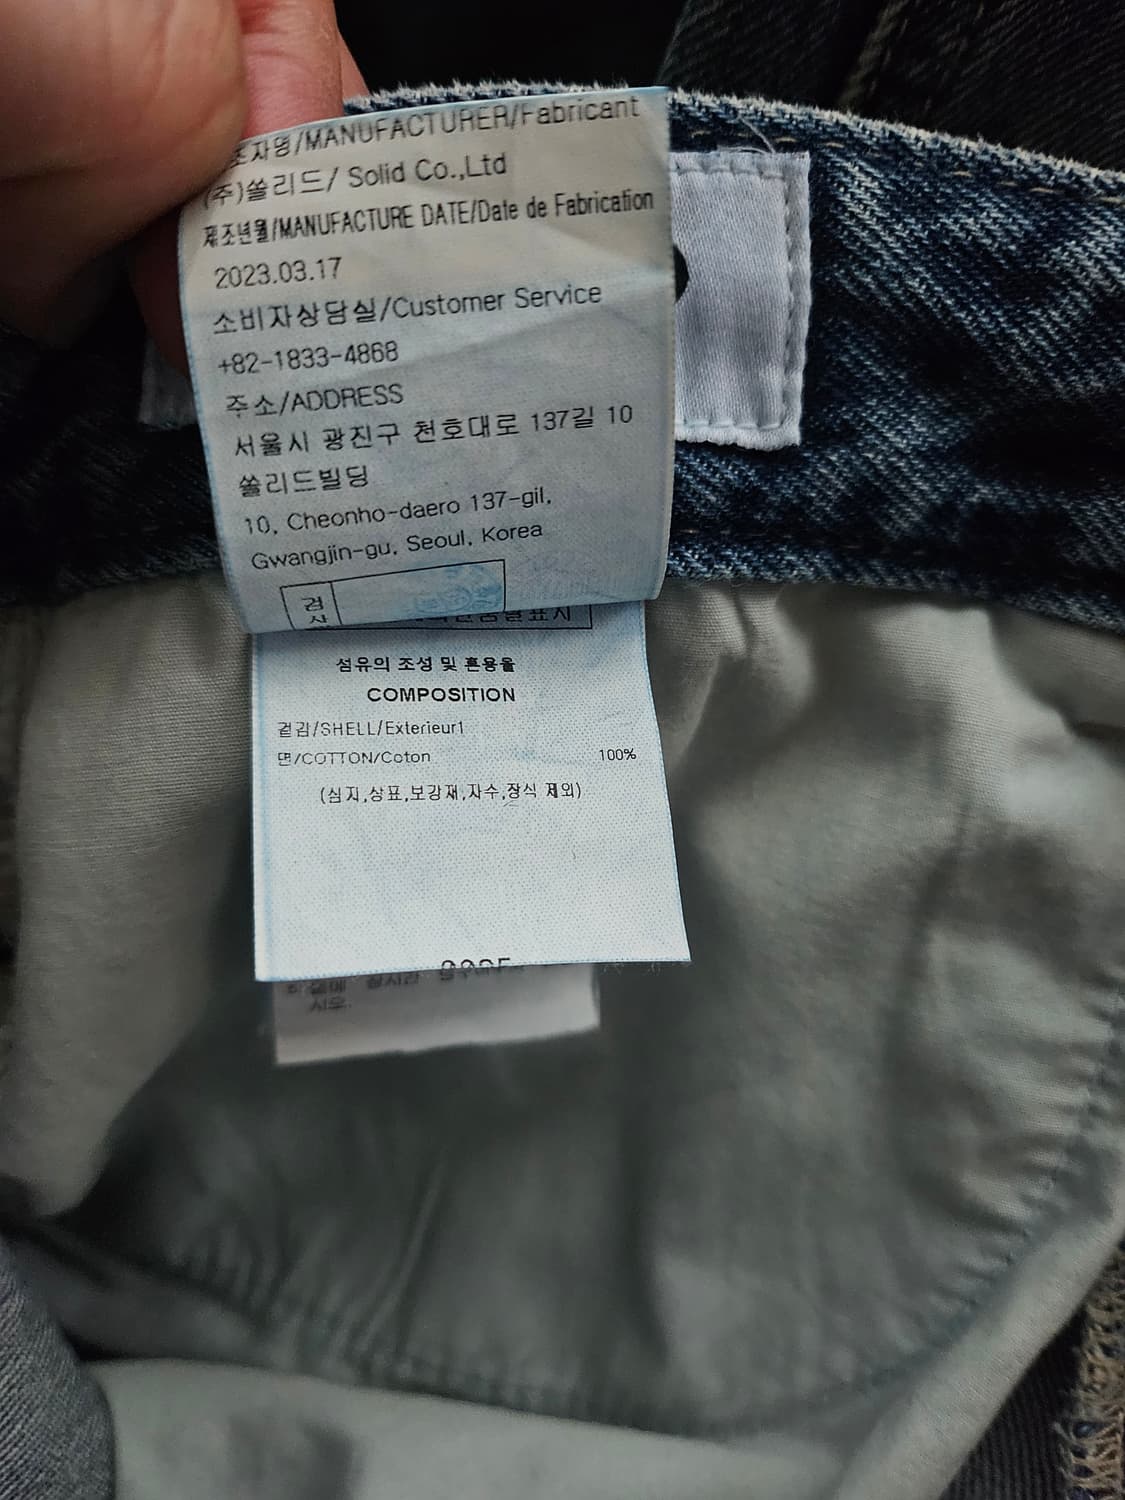 조자명/MANUFACTURER/Fabricant
(주)쏠리드/ Solid Co.,Ltd
제조년월/MANUFACTURE DATE/Date de Fabrication
2023.03.17
소비자상담실/Customer Service
+82-1833-4868
주소/ADDRESS
서울시 광진구 천호대로 137길 10
쏠리드빌딩
10, Cheonho-daero 137-gil,
Gwangjin-gu, Seoul, Korea
검
사
섬유의 조성 및 혼용율
COMPOSITION
겉감/SHELL/Exterieur1
면/COTTON/Coton 100%
(심지,상표,보강재,자수,장식 제외)
시우.